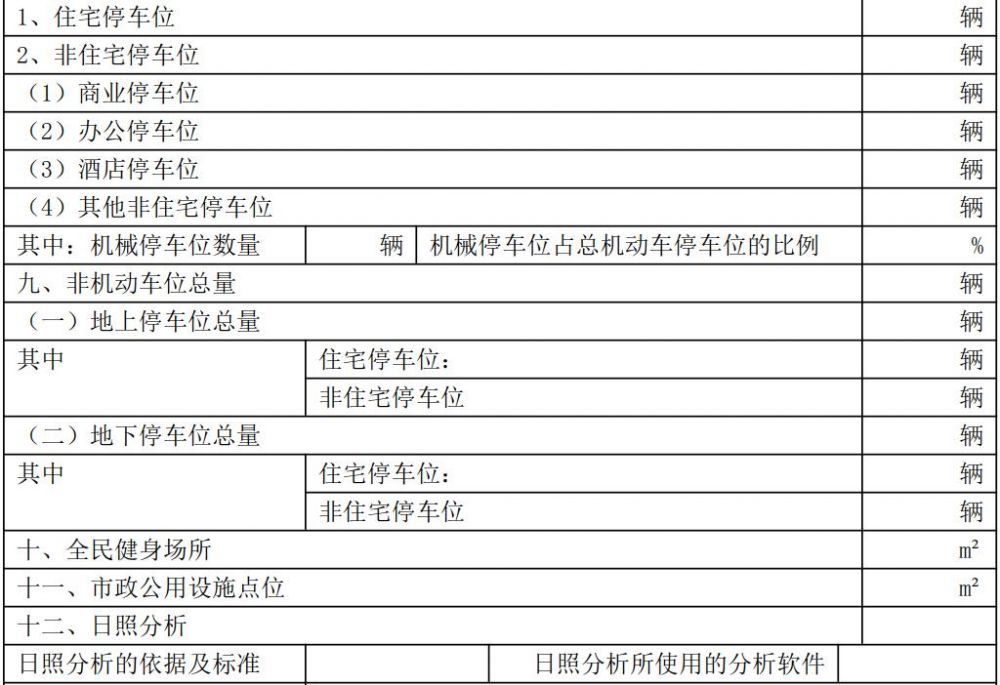 1、住宅停车位 辆
2、非住宅停车位 辆
（1）商业停车位 辆
（2）办公停车位 辆
（3）酒店停车位 辆
（4）其他非住宅停车位 辆
其中：机械停车位数量 辆 机械停车位占总机动车停车位的比例 %
九、非机动车位总量 辆
（一）地上停车位总量 辆
其中 住宅停车位： 辆
非住宅停车位 辆
（二）地下停车位总量 辆
其中 住宅停车位： 辆
非住宅停车位 辆
十、全民健身场所 m²
十一、市政公用设施点位 m²
十二、日照分析
日照分析的依据及标准 日照分析所使用的分析软件